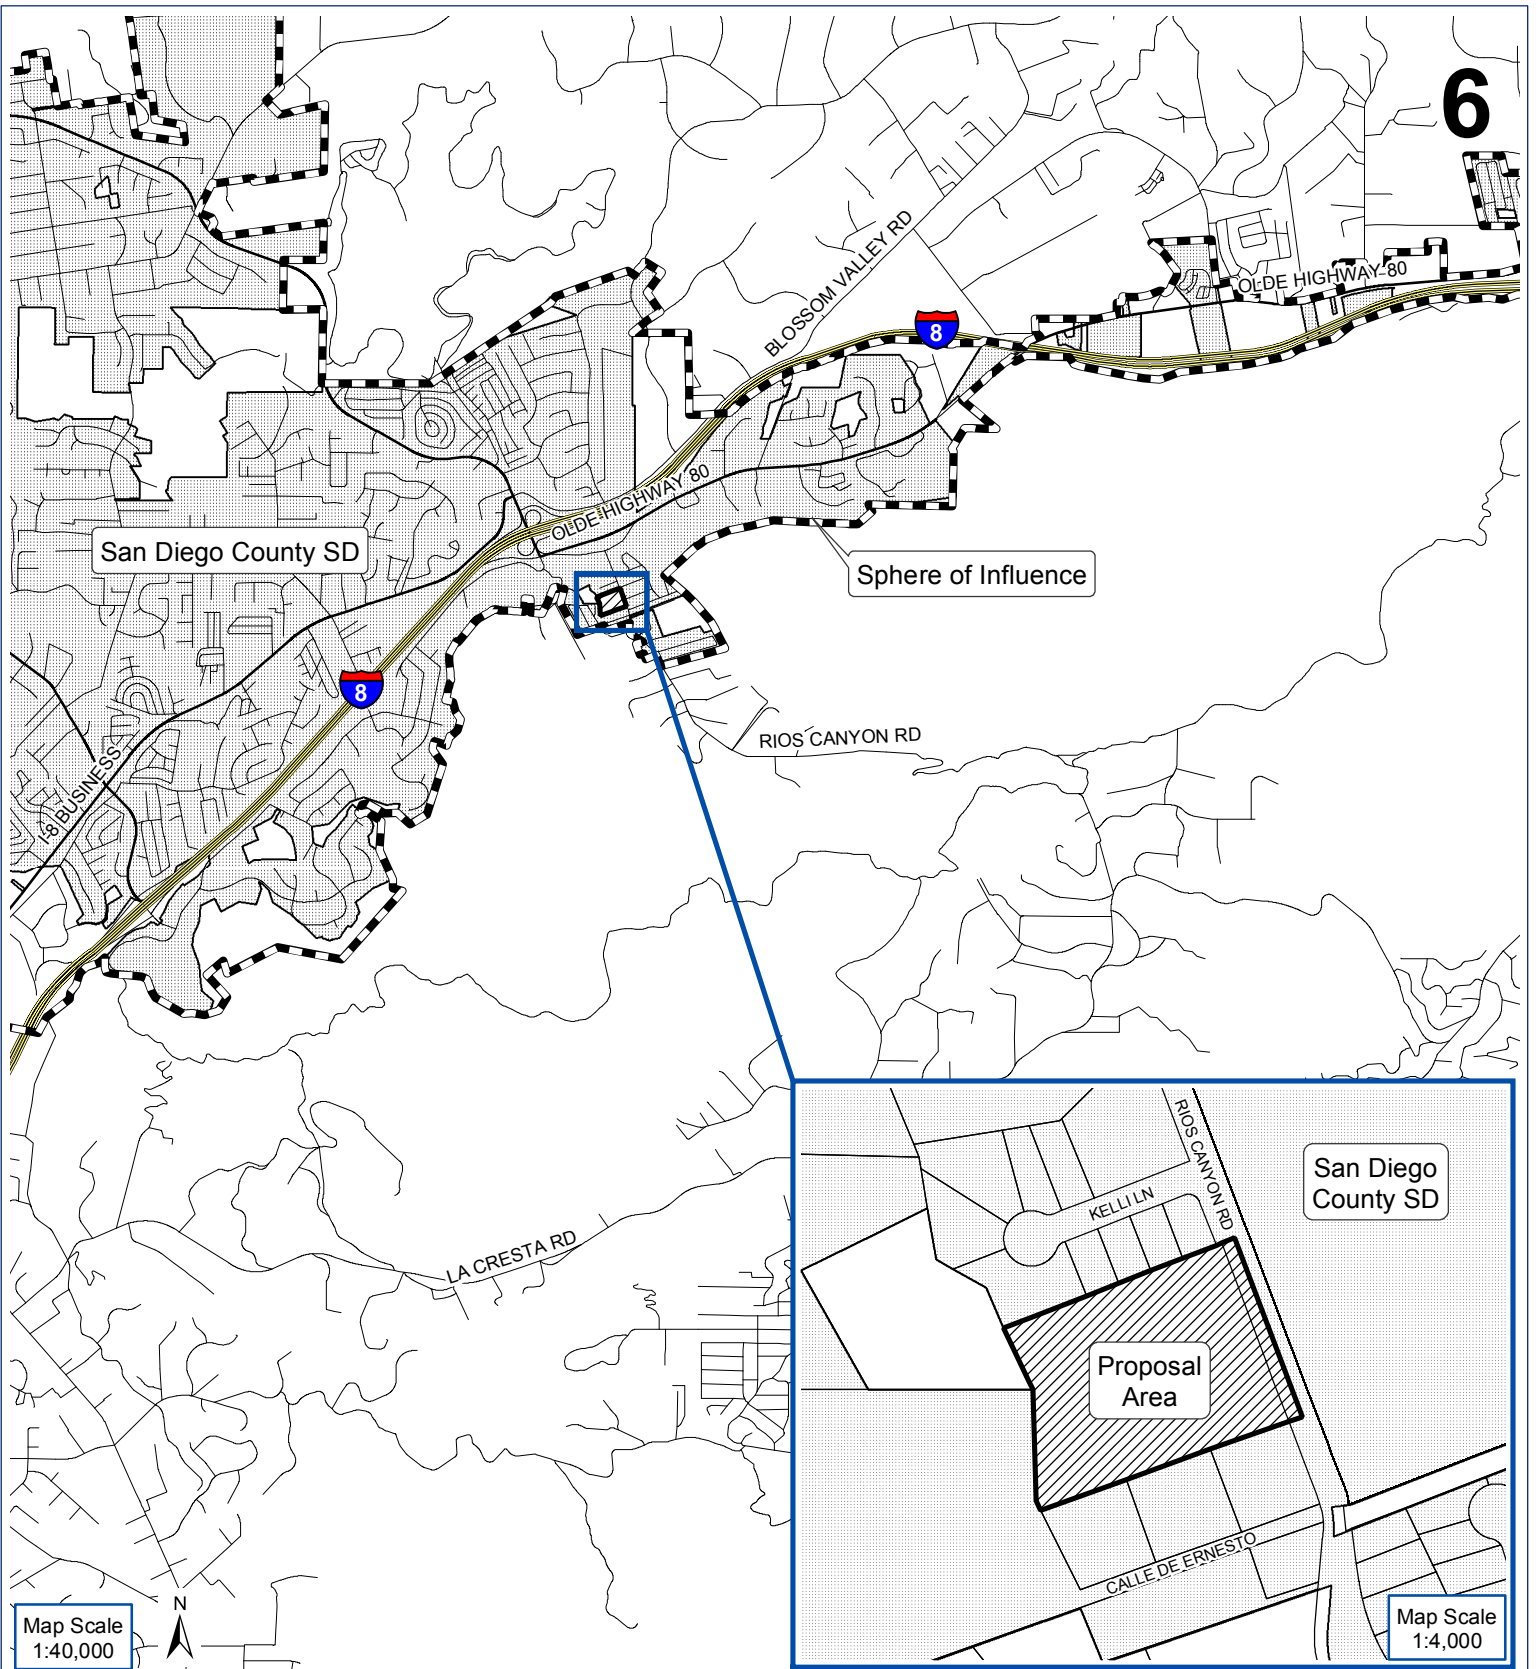 6
BLOSSOM VALLEY RD
OLDE HIGHWAY 80
8
OLDE HIGHWAY 80
San Diego County SD
Sphere of Influence
8
RIOS CANYON RD
I-8 BUSINESS
LA CRESTA RD
RIOS CANYON RD
San Diego
County SD
KELLI LN
Proposal
Area
CALLE DE ERNESTO
N
Map Scale
1:40,000
Map Scale
1:4,000